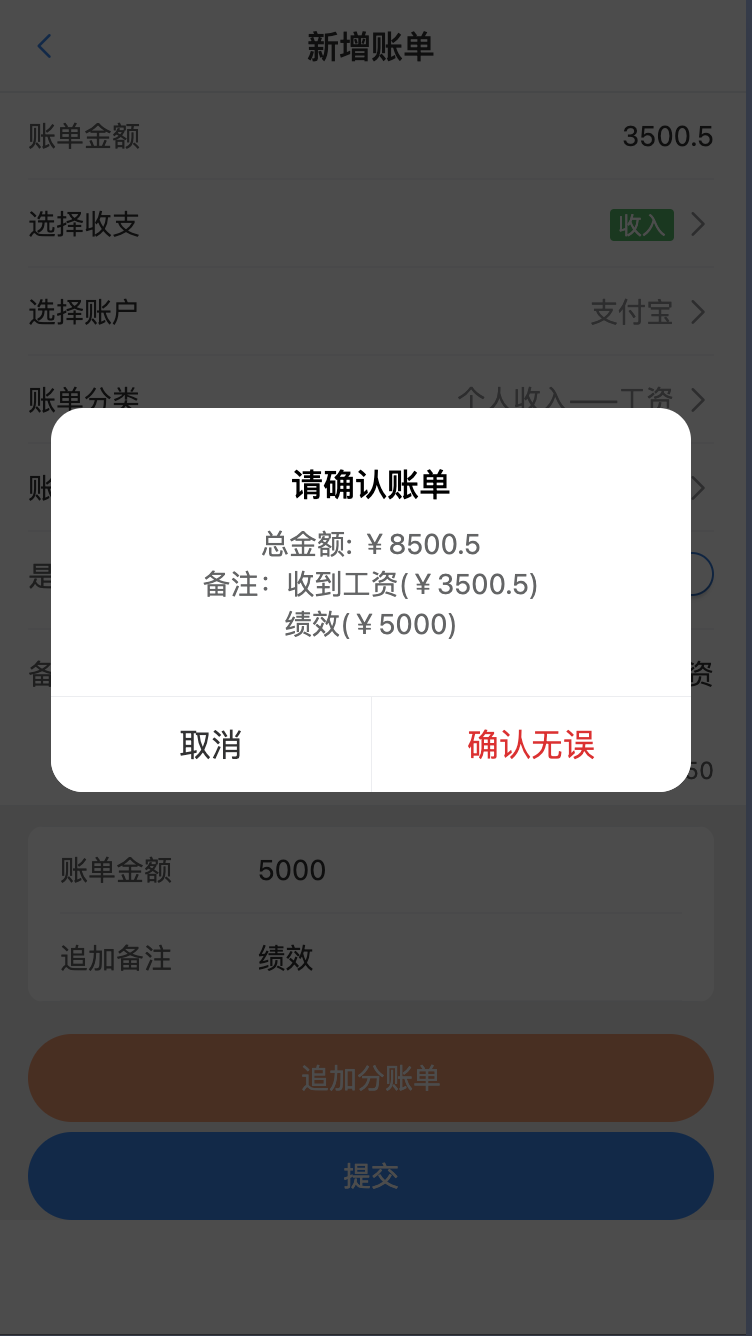 新增账单
账单金额 3500.5
选择收支 收入
选择账户 支付宝
账单分类 个人收入——工资
账
是
请确认账单
总金额: ￥8500.5
备注：收到工资(￥3500.5)
绩效(￥5000)
备 资
取消 确认无误
50
账单金额 5000
追加备注 绩效
追加分账单
提交